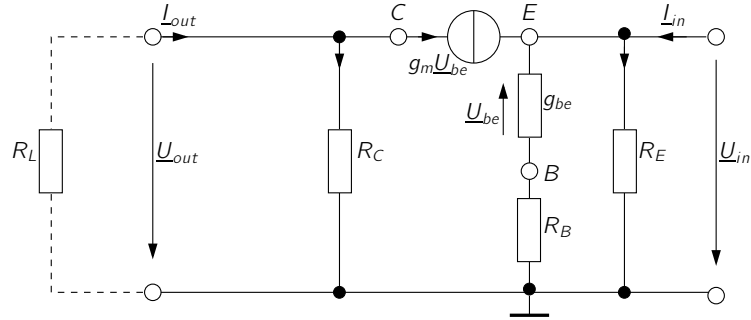 I_out C E I_in
g_m U_be
U_be g_be
R_L U_out R_C B R_E U_in
R_B